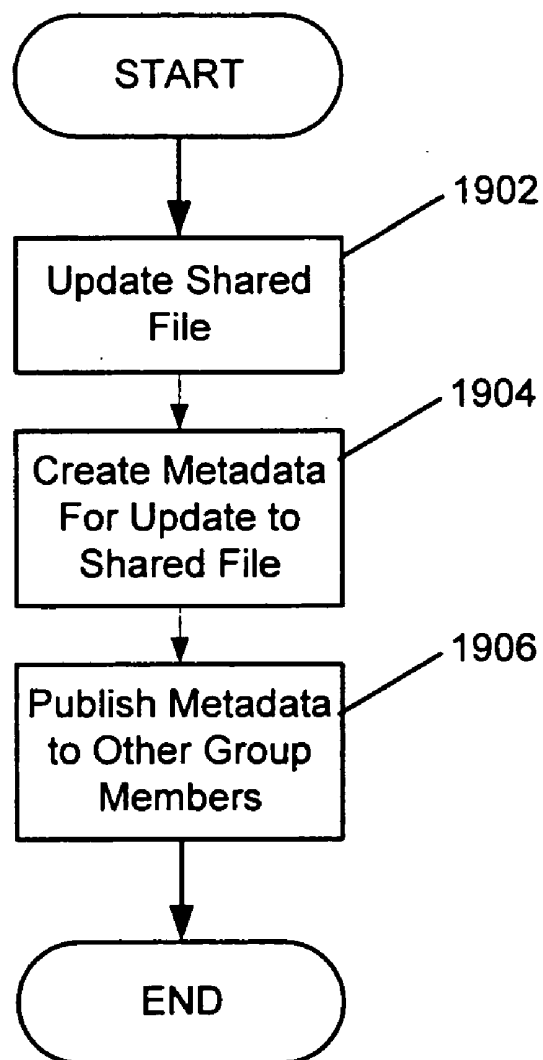 START
1902
Update Shared
File
1904
Create Metadata
For Update to
Shared File
1906
Publish Metadata
to Other Group
Members
END